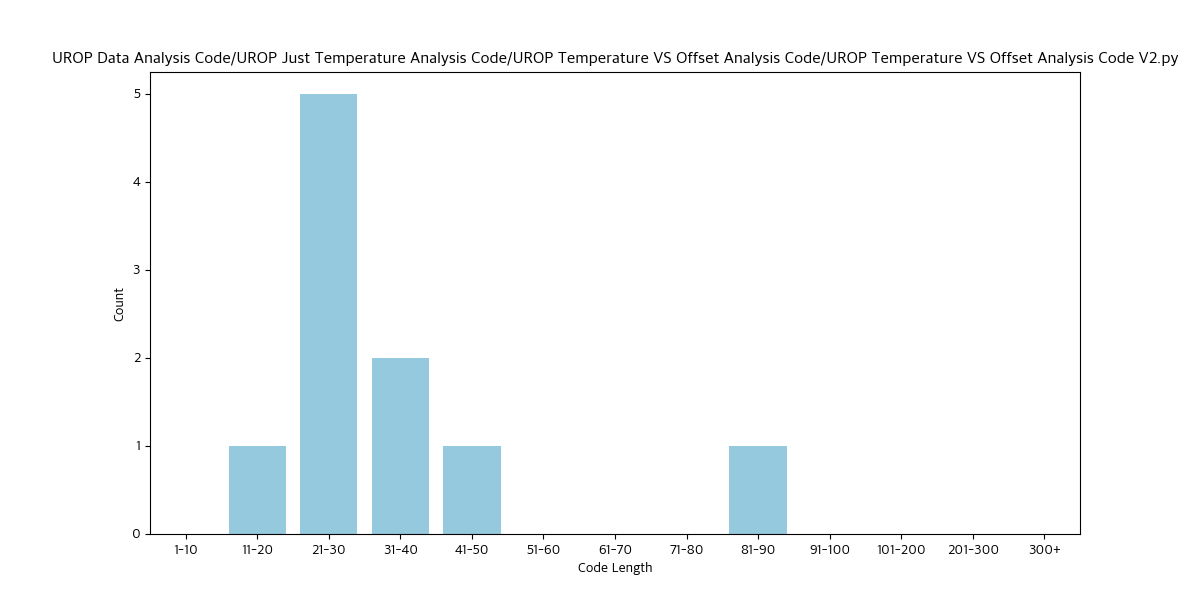 UROP Data Analysis Code/UROP Just Temperature Analysis Code/UROP Temperature VS Offset Analysis Code/UROP Temperature VS Offset Analysis Code V2.py
5
4
3
2
1
0
Count
1-10 11-20 21-30 31-40 41-50 51-60 61-70 71-80 81-90 91-100 101-200 201-300 300+
Code Length